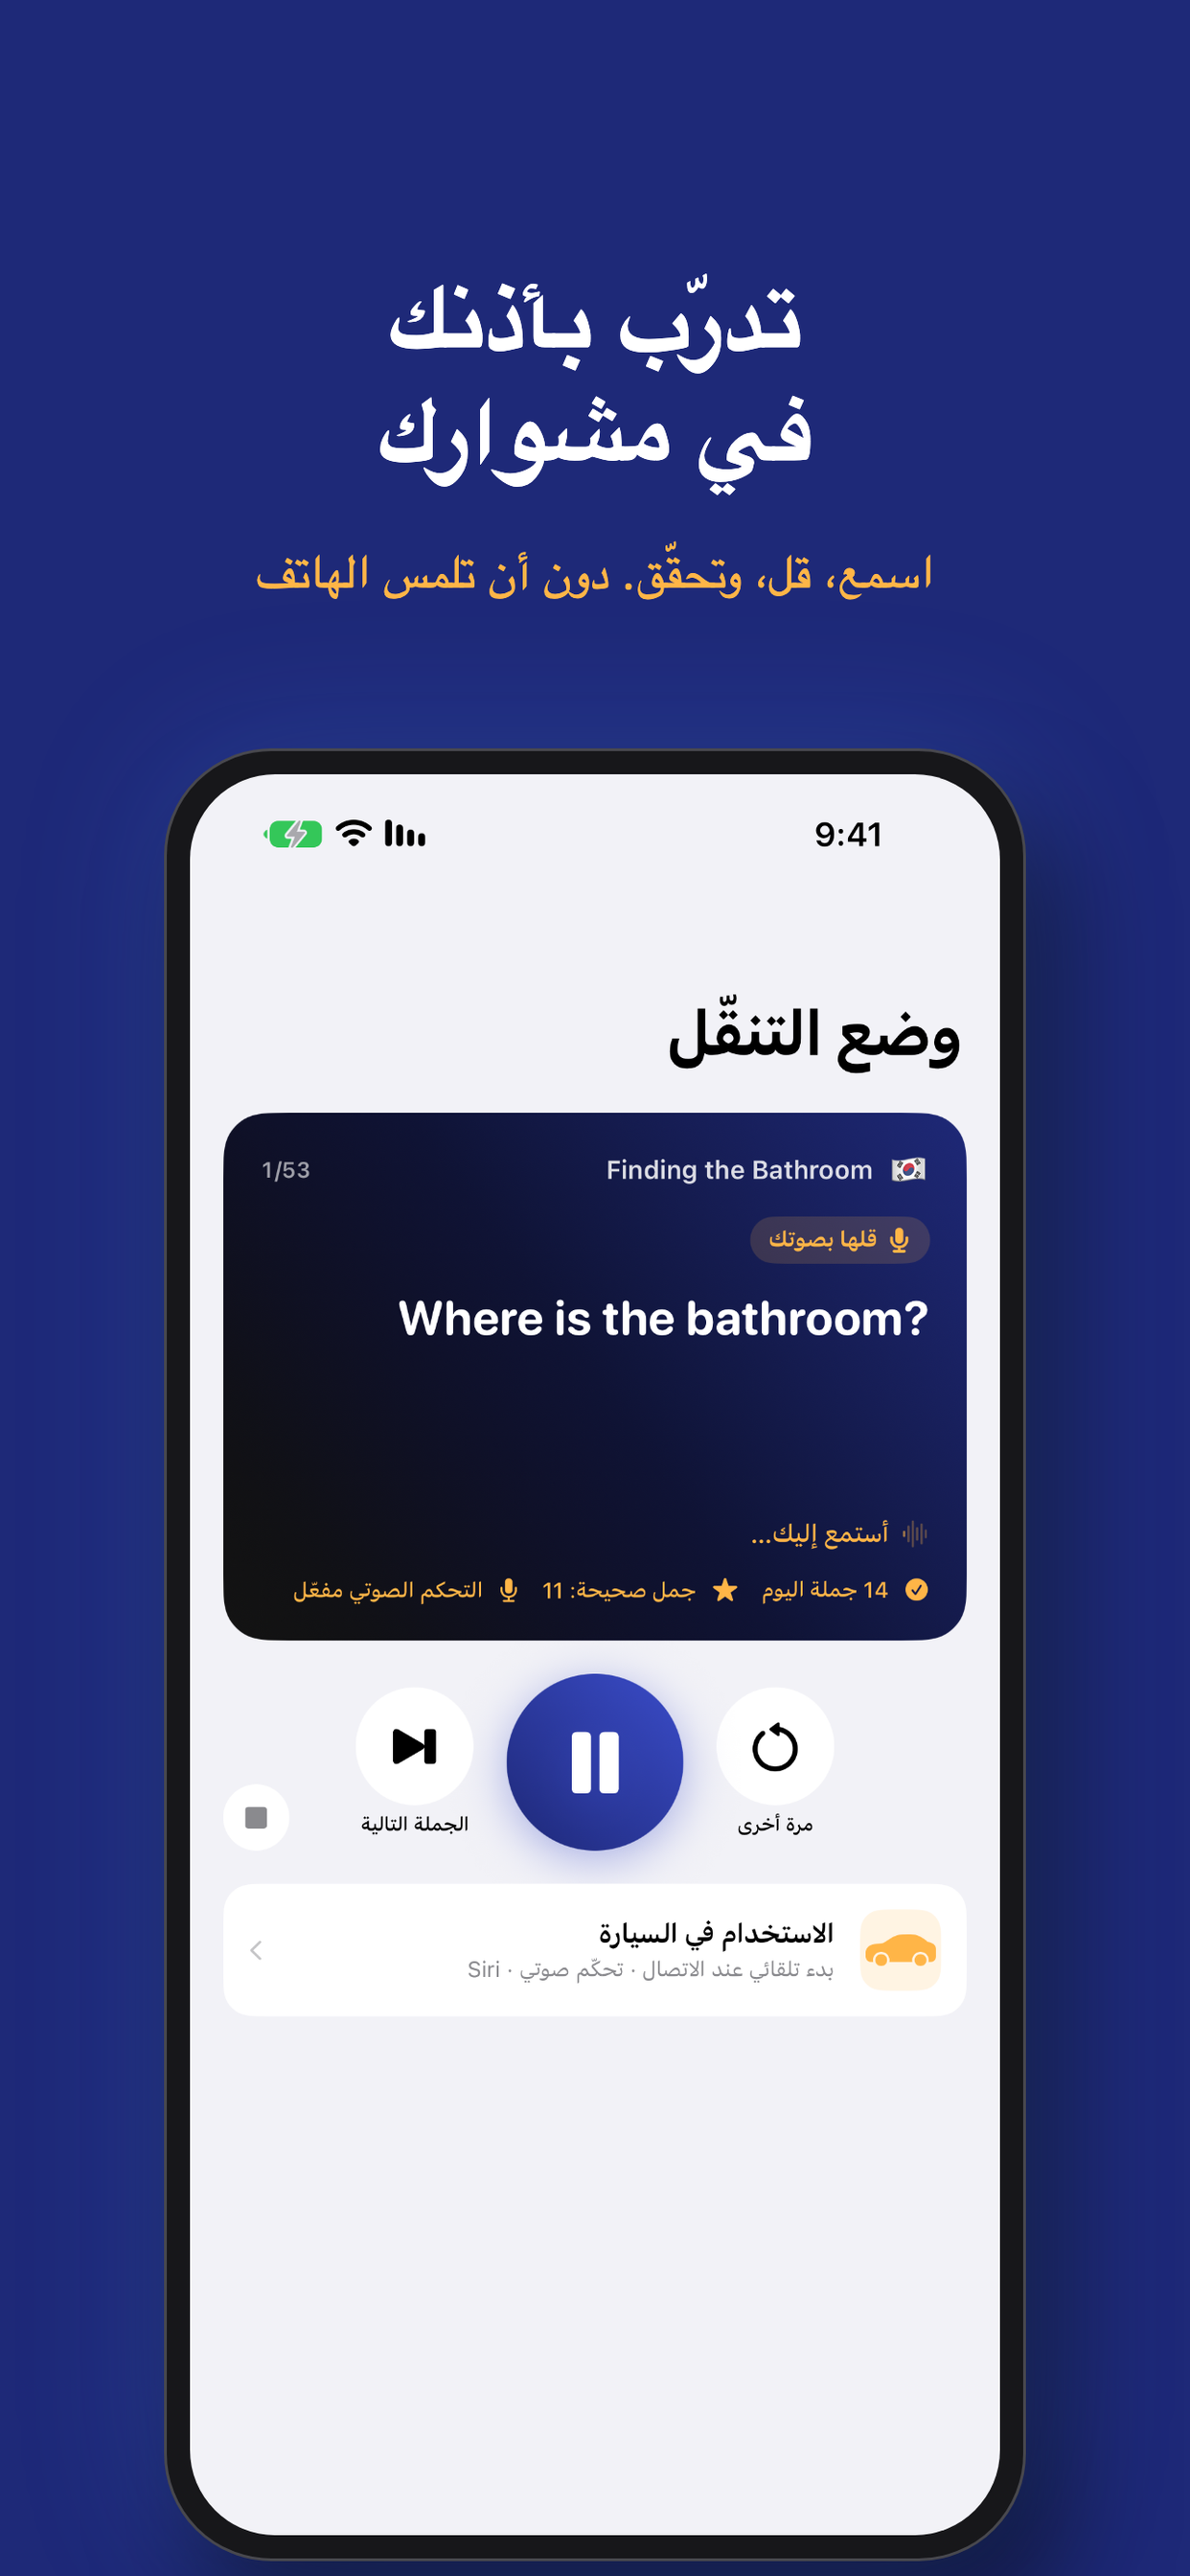 تدرّب بأذنك
في مشوارك
اسمع، قل، وتحقّق. دون أن تلمس الهاتف
9:41
وضع التنقّل
🇰🇷 Finding the Bathroom 1/53
قلها بصوتك
Where is the bathroom?
أستمع إليك...
14 جملة اليوم جمل صحيحة: 11 التحكم الصوتي مفعّل
مرة أخرى الجملة التالية
الاستخدام في السيارة
بدء تلقائي عند الاتصال · تحكّم صوتي · Siri